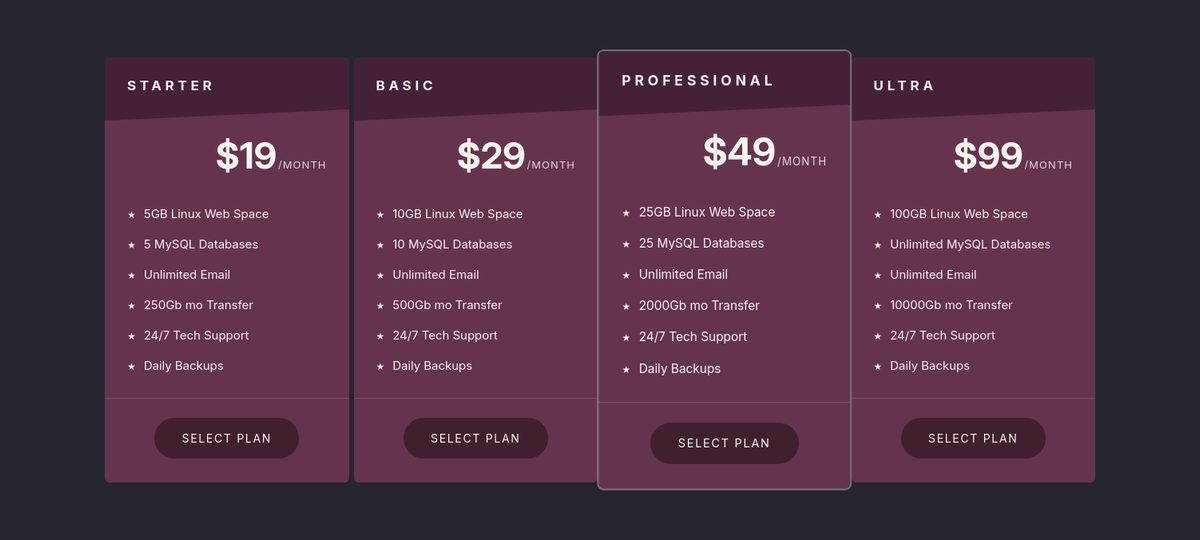 STARTER
$19/MONTH
★ 5GB Linux Web Space
★ 5 MySQL Databases
★ Unlimited Email
★ 250Gb mo Transfer
★ 24/7 Tech Support
★ Daily Backups
SELECT PLAN
BASIC
$29/MONTH
★ 10GB Linux Web Space
★ 10 MySQL Databases
★ Unlimited Email
★ 500Gb mo Transfer
★ 24/7 Tech Support
★ Daily Backups
SELECT PLAN
PROFESSIONAL
$49/MONTH
★ 25GB Linux Web Space
★ 25 MySQL Databases
★ Unlimited Email
★ 2000Gb mo Transfer
★ 24/7 Tech Support
★ Daily Backups
SELECT PLAN
ULTRA
$99/MONTH
★ 100GB Linux Web Space
★ Unlimited MySQL Databases
★ Unlimited Email
★ 10000Gb mo Transfer
★ 24/7 Tech Support
★ Daily Backups
SELECT PLAN